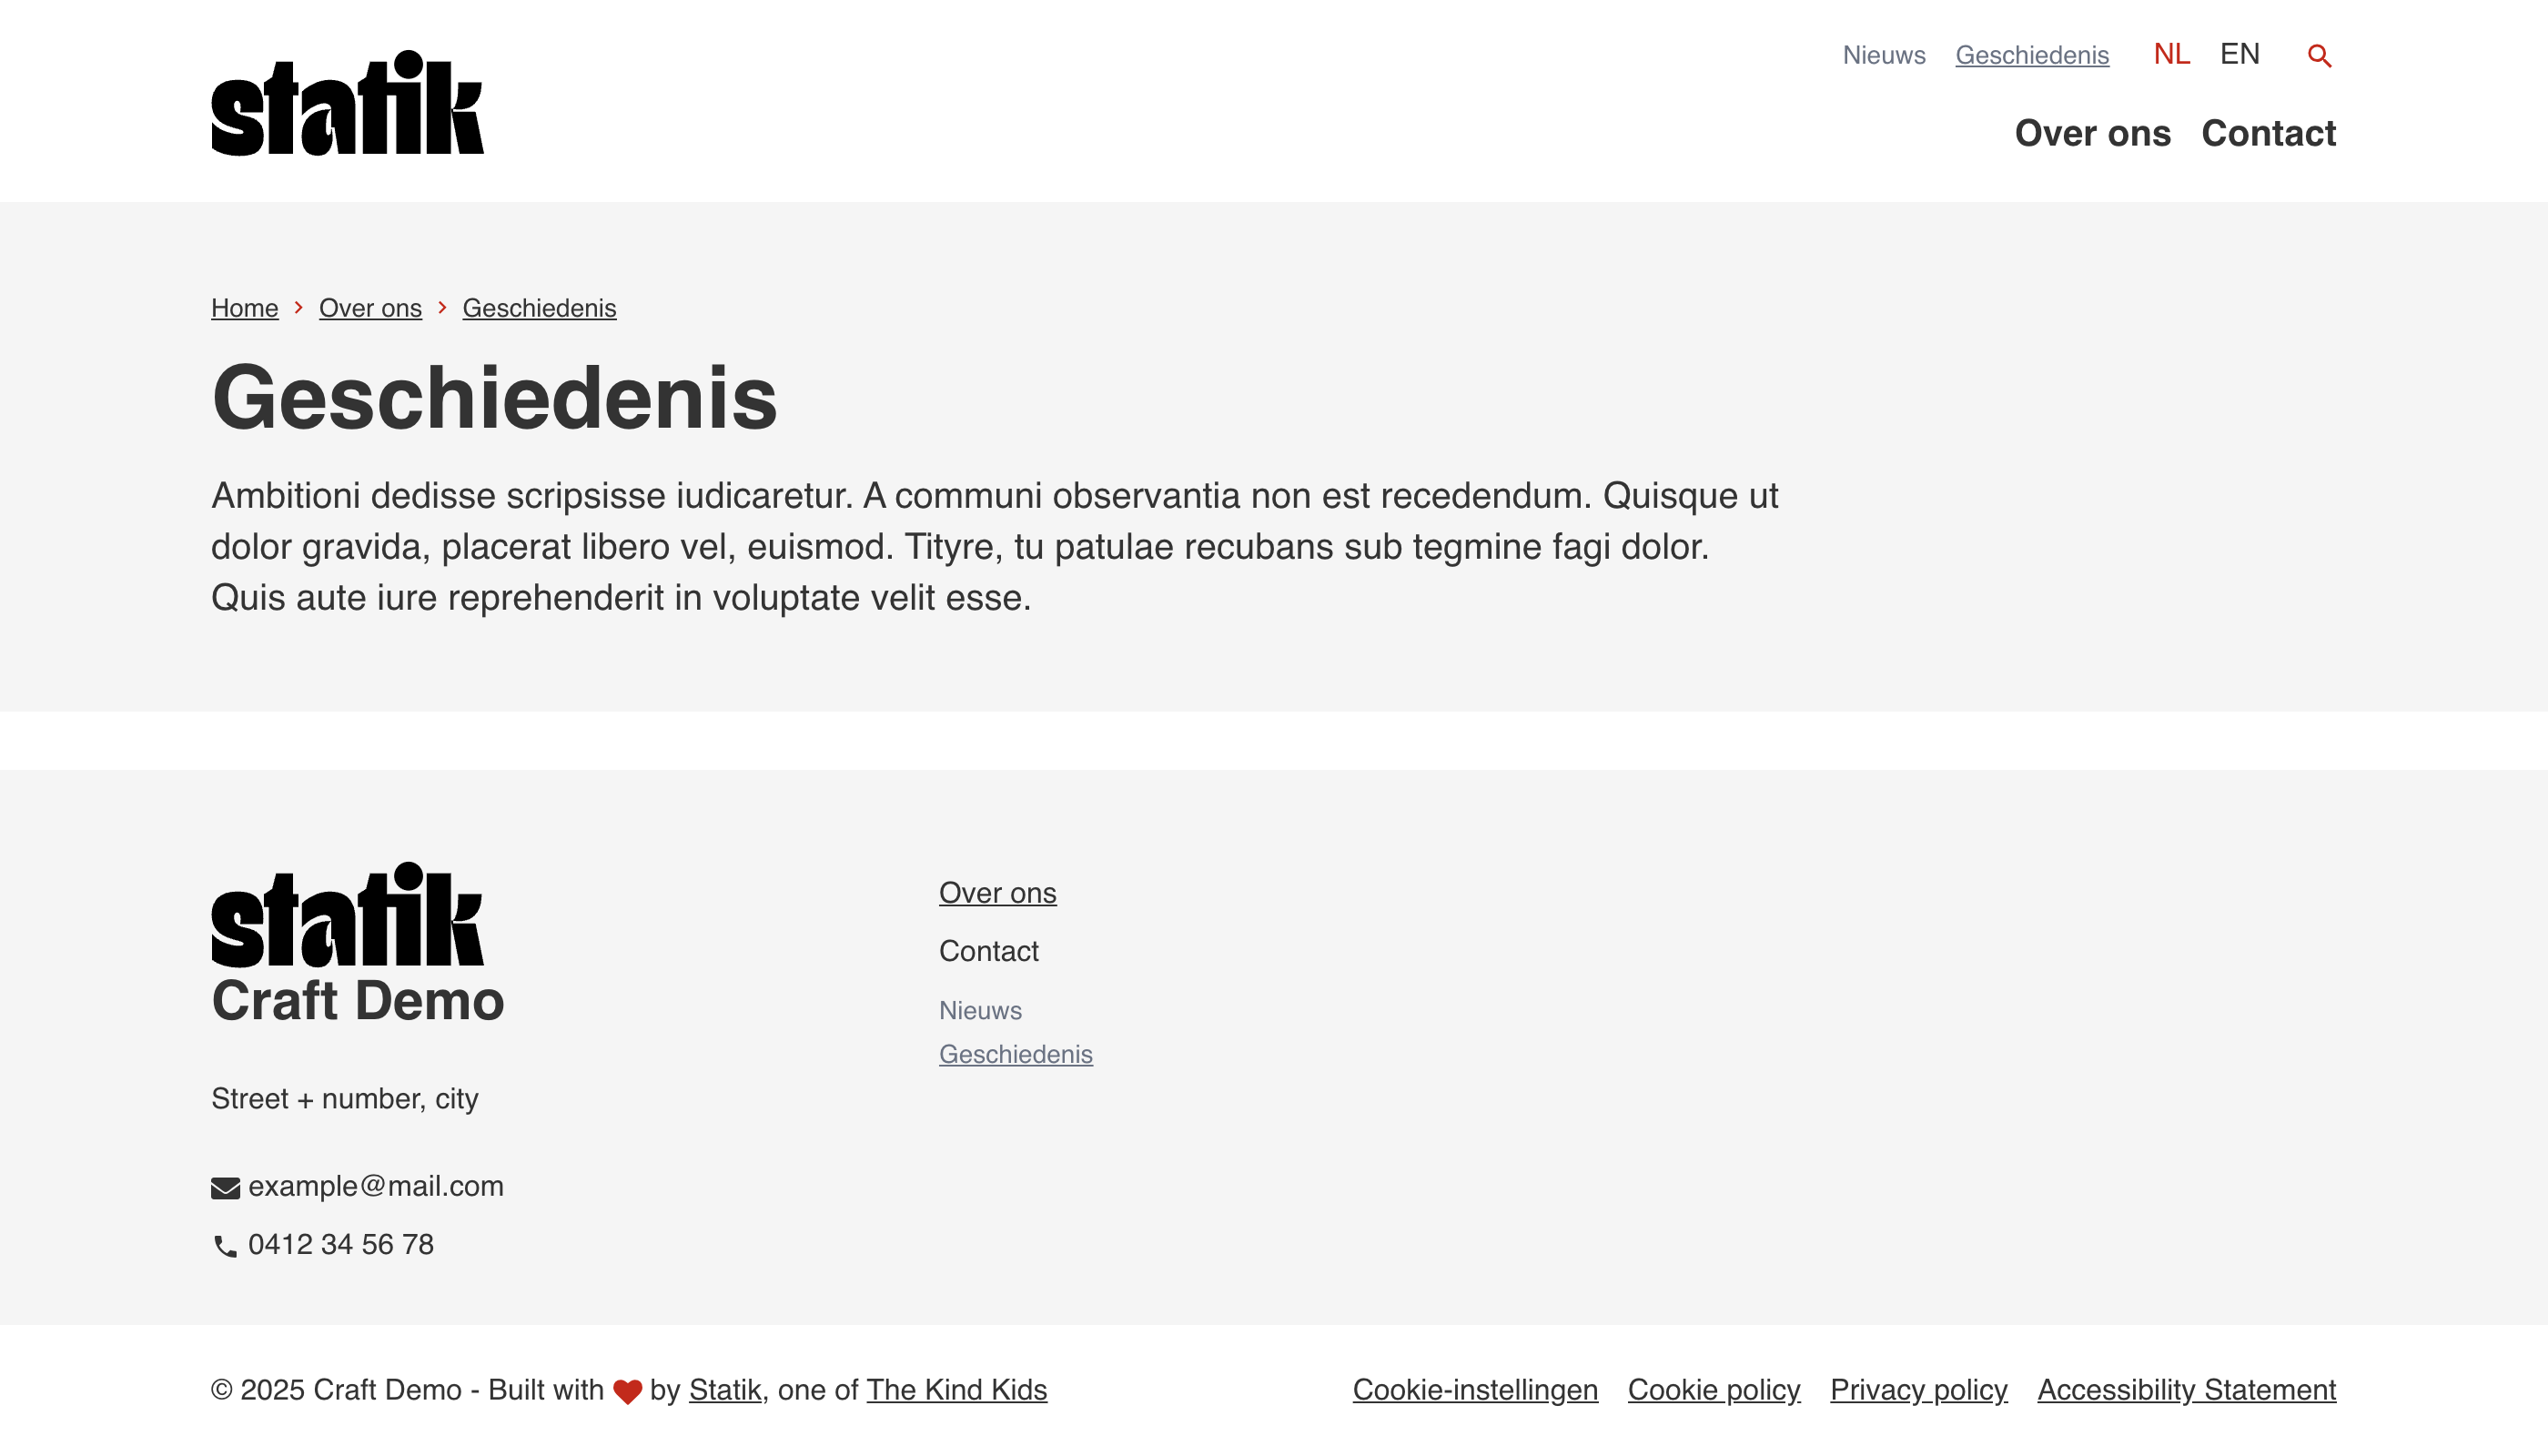 statik
Nieuws Geschiedenis NL EN
Over ons Contact
Home > Over ons > Geschiedenis
Geschiedenis
Ambitioni dedisse scripsisse iudicaretur. A communi observantia non est recedendum. Quisque ut
dolor gravida, placerat libero vel, euismod. Tityre, tu patulae recubans sub tegmine fagi dolor.
Quis aute iure reprehenderit in voluptate velit esse.
statik
Craft Demo
Street + number, city
example@mail.com
0412 34 56 78
Over ons
Contact
Nieuws
Geschiedenis
© 2025 Craft Demo - Built with ❤ by Statik, one of The Kind Kids
Cookie-instellingen Cookie policy Privacy policy Accessibility Statement